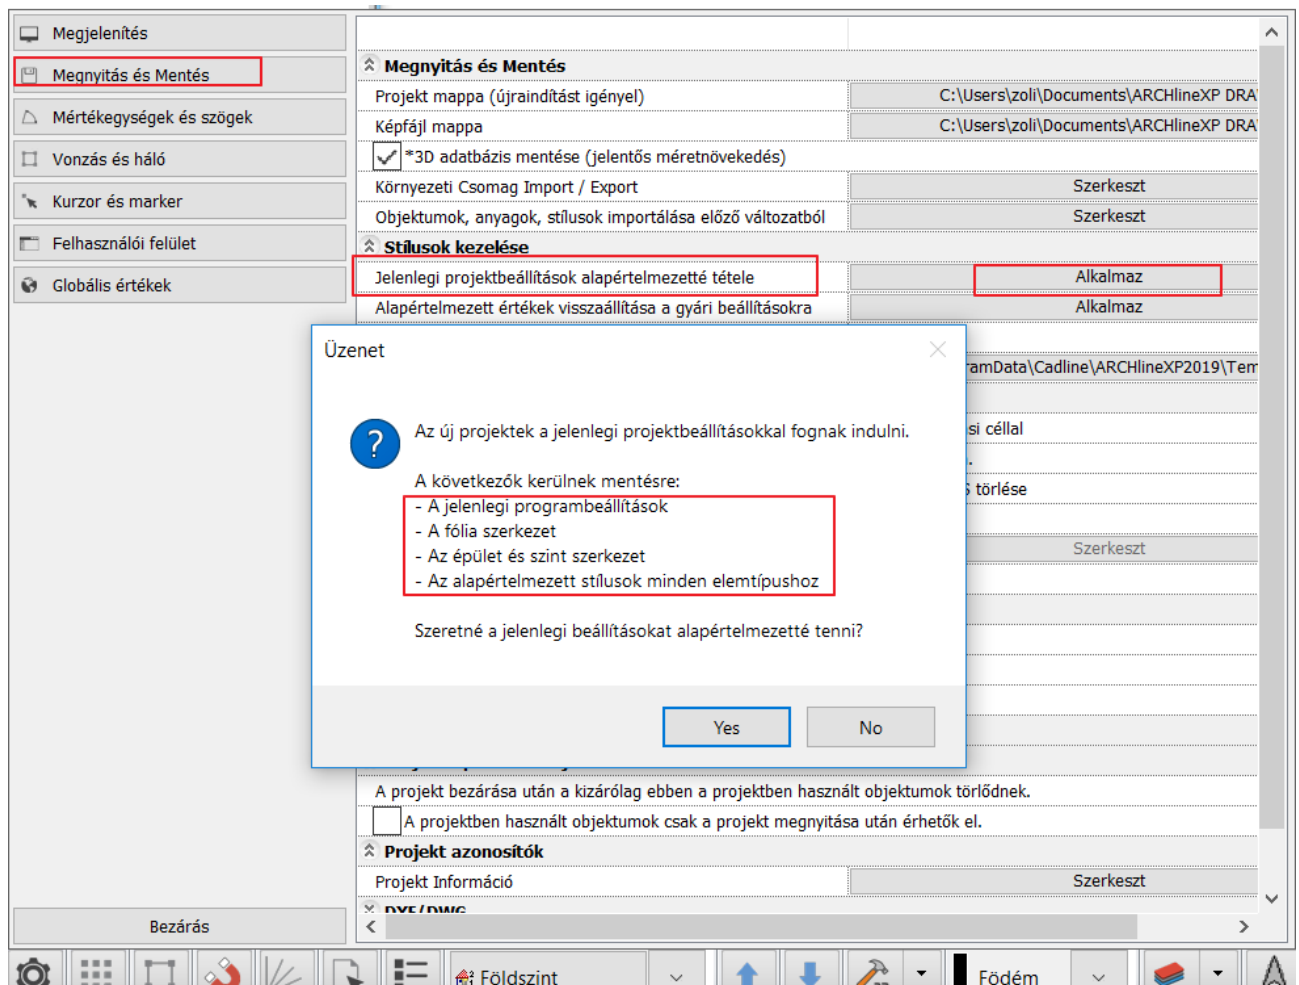 Megjelenítés
Megnyitás és Mentés
Mértékegységek és szögek
Vonzás és háló
Kurzor és marker
Felhasználói felület
Globális értékek
Bezárás
Megnyitás és Mentés
Projekt mappa (újraindítást igényel) C:\Users\zoli\Documents\ARCHlineXP DRA
Képfájl mappa C:\Users\zoli\Documents\ARCHlineXP DRA
*3D adatbázis mentése (jelentős méretnövekedés)
Környezeti Csomag Import / Export Szerkeszt
Objektumok, anyagok, stílusok importálása előző változatból Szerkeszt
Stílusok kezelése
Jelenlegi projektbeállítások alapértelmezetté tétele Alkalmaz
Alapértelmezett értékek visszaállítása a gyári beállításokra Alkalmaz
ramData\Cadline\ARCHlineXP2019\Tem
si céllal
törlése
Szerkeszt
Üzenet
Az új projektek a jelenlegi projektbeállításokkal fognak indulni.
A következők kerülnek mentésre:
- A jelenlegi programbeállítások
- A fólia szerkezet
- Az épület és szint szerkezet
- Az alapértelmezett stílusok minden elemtípushoz
Szeretné a jelenlegi beállításokat alapértelmezetté tenni?
Yes No
A projekt bezárása után a kizárólag ebben a projektben használt objektumok törlődnek.
A projektben használt objektumok csak a projekt megnyitása után érhetők el.
Projekt azonosítók
Projekt Információ Szerkeszt
DXF/DWG
Földszint
Födém